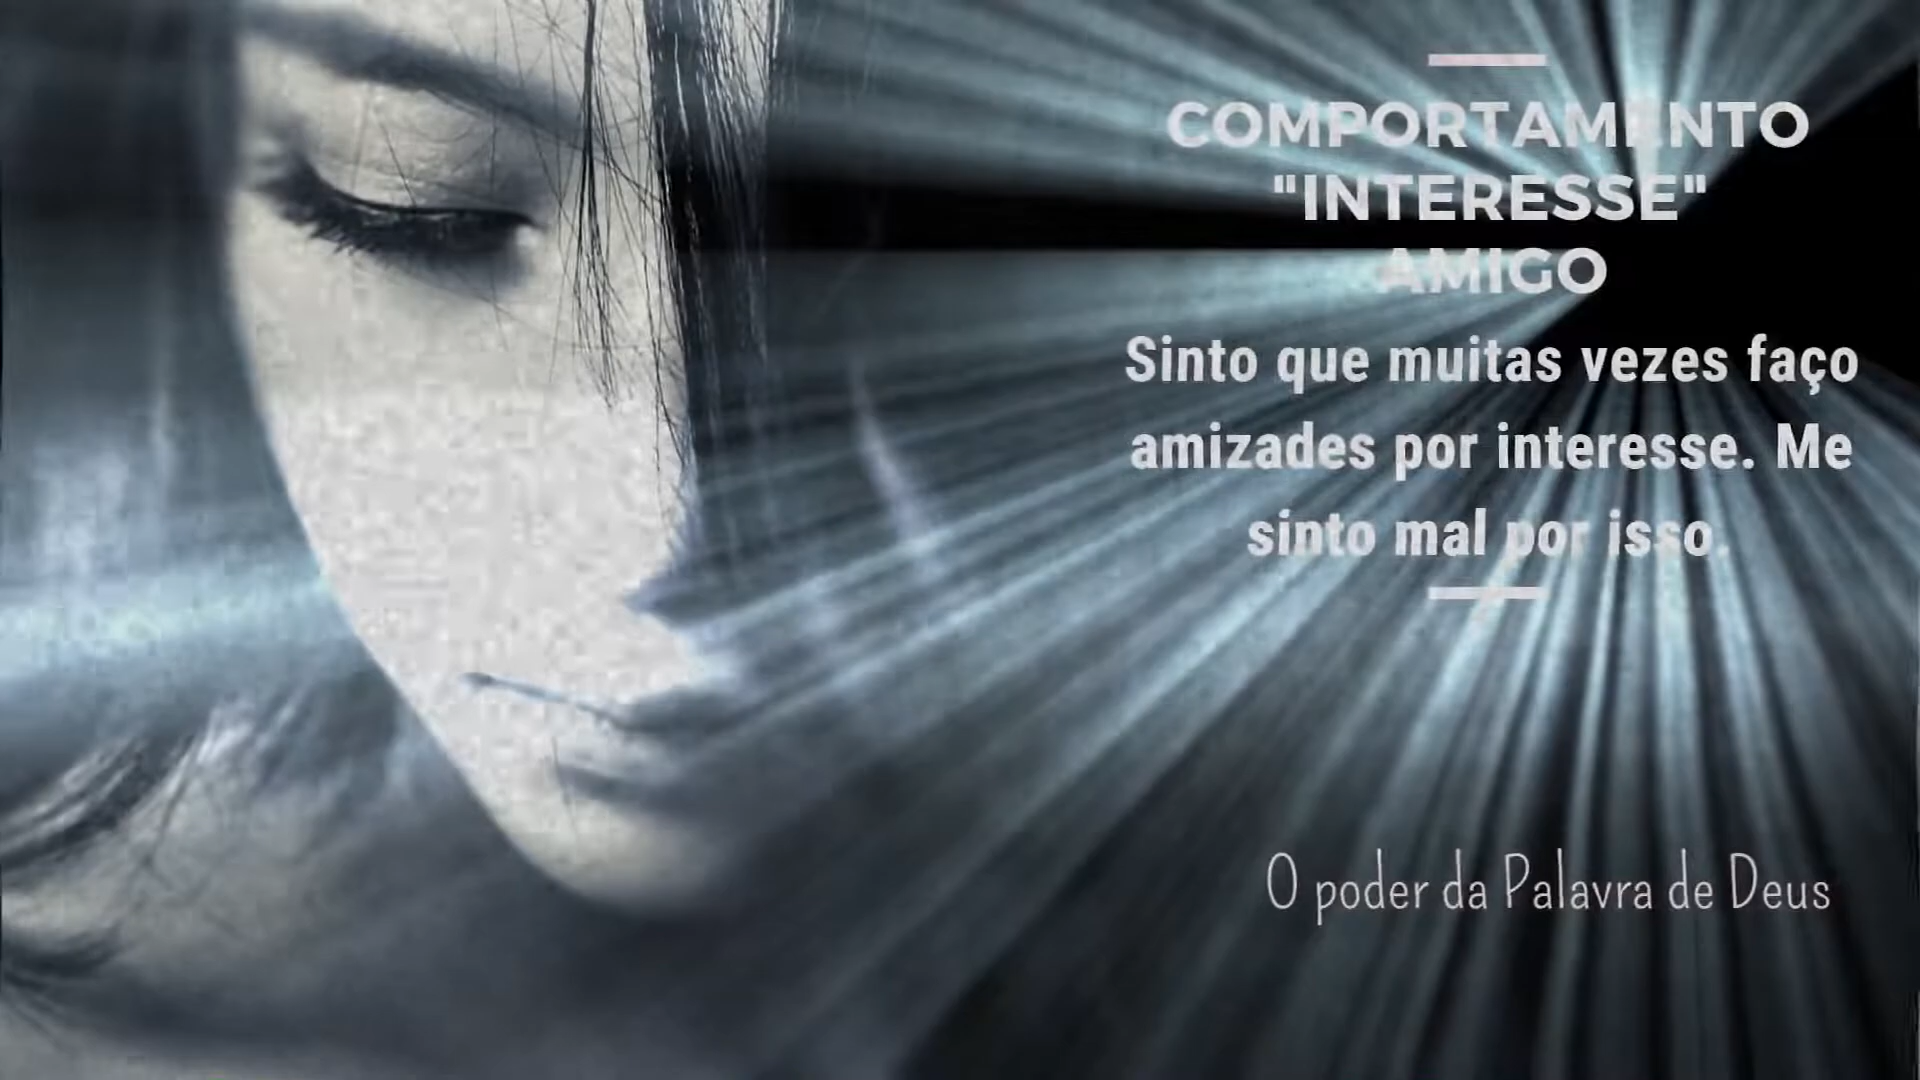 COMPORTAMENTO
"INTERESSE"
AMIGO
Sinto que muitas vezes faço
amizades por interesse. Me
sinto mal por isso.
O poder da Palavra de Deus